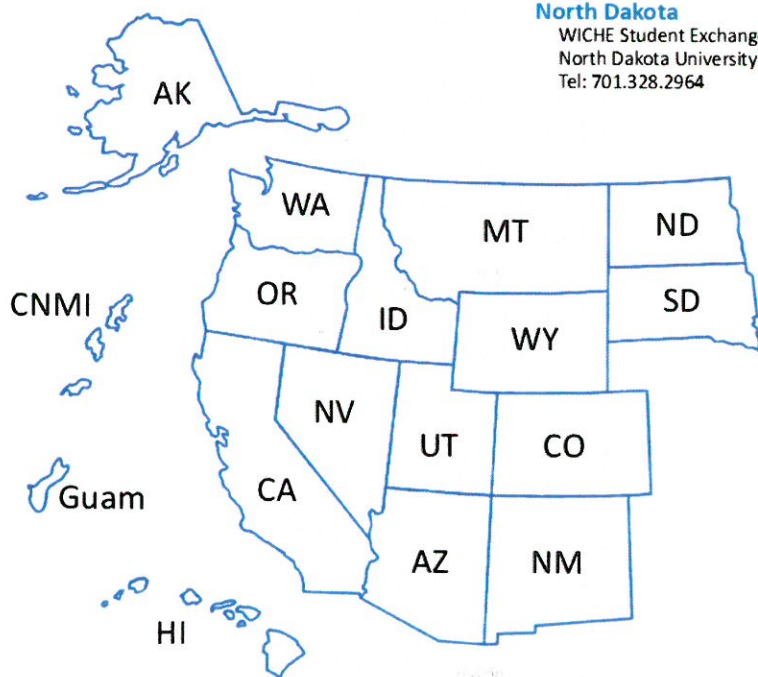 North Dakota
WICHE Student Exchang
North Dakota University
Tel: 701.328.2964
AK
WA
MT
ND
OR
ID
SD
CNMI
WY
NV
UT
CO
CA
Guam
AZ
NM
HI